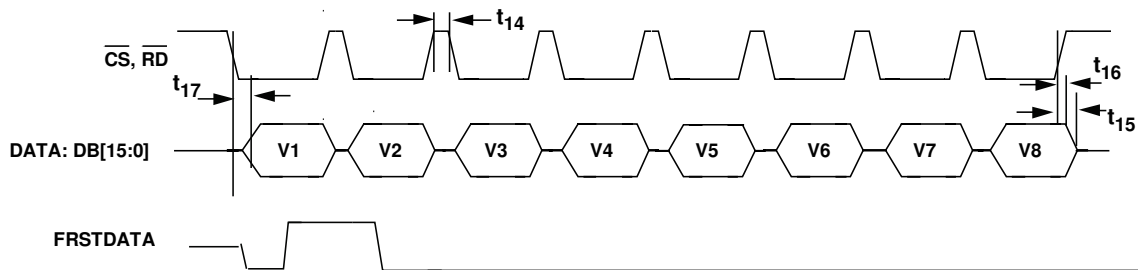 t14
CS, RD
t17
t16
t15
DATA: DB[15:0]
V1 V2 V3 V4 V5 V6 V7 V8
FRSTDATA